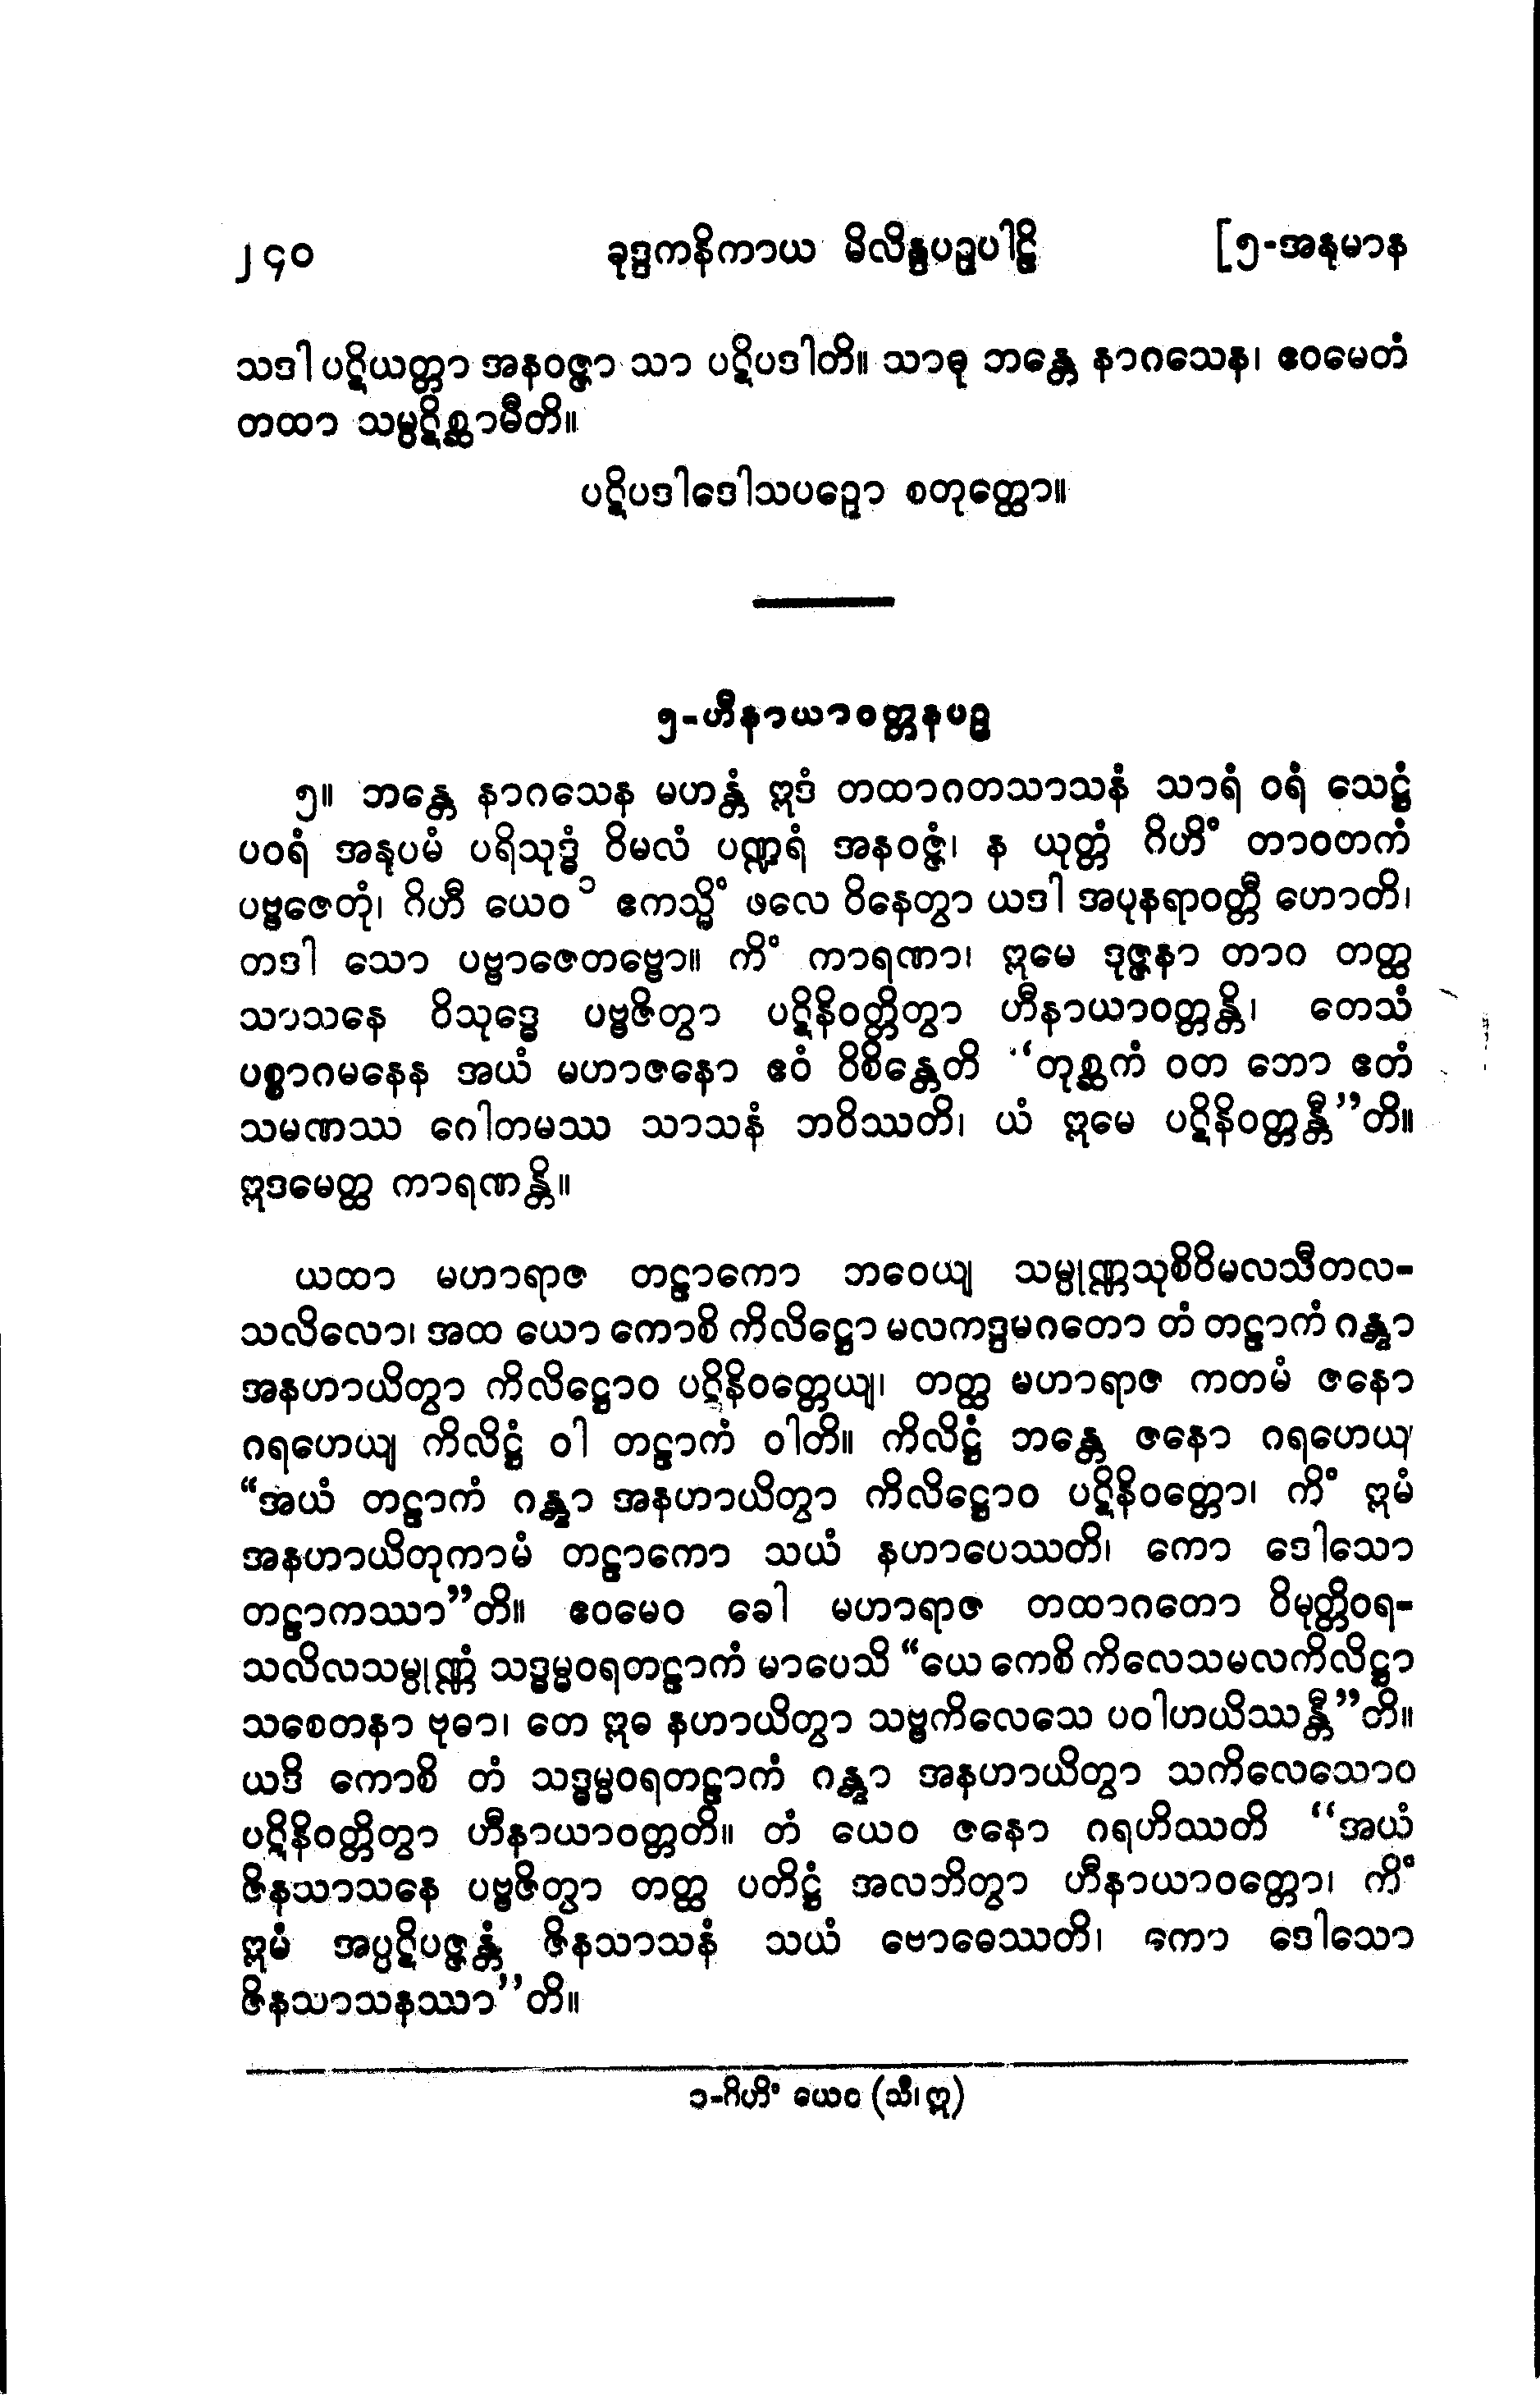 ၂၄၀ ခုဒ္ဒကနိကာယ မိလိန္ဒပဉှပါဠိ [၅-အနုမာန
သဒါ ပဋိယတ္တာ အနဝဇ္ဇာ သာ ပဋိပဒါတိ။ သာဓု ဘန္တေ နာဂသေန၊ ဧဝမေတံ
တထာ သမ္ပဋိစ္ဆာမီတိ။
ပဋိပဒါဒေါသပဉှော စတုတ္ထော။
၅-ဟီနာယာဝတ္တနပဉှ
၅။ ဘန္တေ နာဂသေန မဟန္တံ ဣဒံ တထာဂတသာသနံ သာရံ ဝရံ သေဋ္ဌံ
ပဝရံ အနုပမံ ပရိသုဒ္ဓံ ဝိမလံ ပဏ္ဍရံ အနဝဇ္ဇံ၊ န ယုတ္တံ ဂိဟိံ တာဝတကံ
ပဗ္ဗဇေတုံ၊ ဂိဟီ ယေဝ ၁ ဧကသ္မိံ ဖလေ ဝိနေတွာ ယဒါ အပုနရာဝတ္တီ ဟောတိ၊
တဒါ သော ပဗ္ဗာဇေတဗ္ဗော။ ကိံ ကာရဏာ၊ ဣမေ ဒုဇ္ဇနာ တာဝ တတ္ထ
သာသနေ ဝိသုဒ္ဓေ ပဗ္ဗဇိတွာ ပဋိနိဝတ္တိတွာ ဟီနာယာဝတ္တန္တိ၊ တေသံ
ပစ္စာဂမနေန အယံ မဟာဇနော ဧဝံ ဝိစိန္တေတိ “တုစ္ဆကံ ဝတ ဘော ဧတံ
သမဏဿ ဂေါတမဿ သာသနံ ဘဝိဿတိ၊ ယံ ဣမေ ပဋိနိဝတ္တန္တီ”တိ။
ဣဒမေတ္ထ ကာရဏန္တိ။
ယထာ မဟာရာဇ တဠာကော ဘဝေယျ သမ္ပုဏ္ဏသုစိဝိမလသီတလ-
သလိလော၊ အထ ယော ကောစိ ကိလိဋ္ဌော မလကဒ္ဒမဂတော တံ တဠာကံ ဂန္တွာ
အနဟာယိတွာ ကိလိဋ္ဌောဝ ပဋိနိဝတ္တေယျ၊ တတ္ထ မဟာရာဇ ကတမံ ဇနော
ဂရဟေယျ ကိလိဋ္ဌံ ဝါ တဠာကံ ဝါတိ။ ကိလိဋ္ဌံ ဘန္တေ ဇနော ဂရဟေယျ
“အယံ တဠာကံ ဂန္တွာ အနဟာယိတွာ ကိလိဋ္ဌောဝ ပဋိနိဝတ္တော၊ ကိံ ဣမံ
အနဟာယိတုကာမံ တဠာကော သယံ နဟာပေဿတိ၊ ကော ဒေါသော
တဠာကဿာ”တိ။ ဧဝမေဝ ခေါ မဟာရာဇ တထာဂတော ဝိမုတ္တိဝရ-
သလိလသမ္ပုဏ္ဏံ သဒ္ဓမ္မဝရတဠာကံ မာပေသိ “ယေ ကေစိ ကိလေသမလကိလိဋ္ဌာ
သစေတနာ ဗုဓာ၊ တေ ဣဓ နဟာယိတွာ သဗ္ဗကိလေသေ ပဝါဟယိဿန္တီ”တိ။
ယဒိ ကောစိ တံ သဒ္ဓမ္မဝရတဠာကံ ဂန္တွာ အနဟာယိတွာ သကိလေသောဝ
ပဋိနိဝတ္တိတွာ ဟီနာယာဝတ္တတိ။ တံ ယေဝ ဇနော ဂရဟိဿတိ “အယံ
ဇိနသာသနေ ပဗ္ဗဇိတွာ တတ္ထ ပတိဋ္ဌံ အလဘိတွာ ဟီနာယာဝတ္တော၊ ကိံ
ဣမံ အပ္ပဋိပဇ္ဇန္တံ ဇိနသာသနံ သယံ ဗောဓေဿတိ၊ ကော ဒေါသော
ဇိနသာသနဿာ”တိ။
၁-ဂိဟိံ ယေဝ (သီ၊ ဣ)